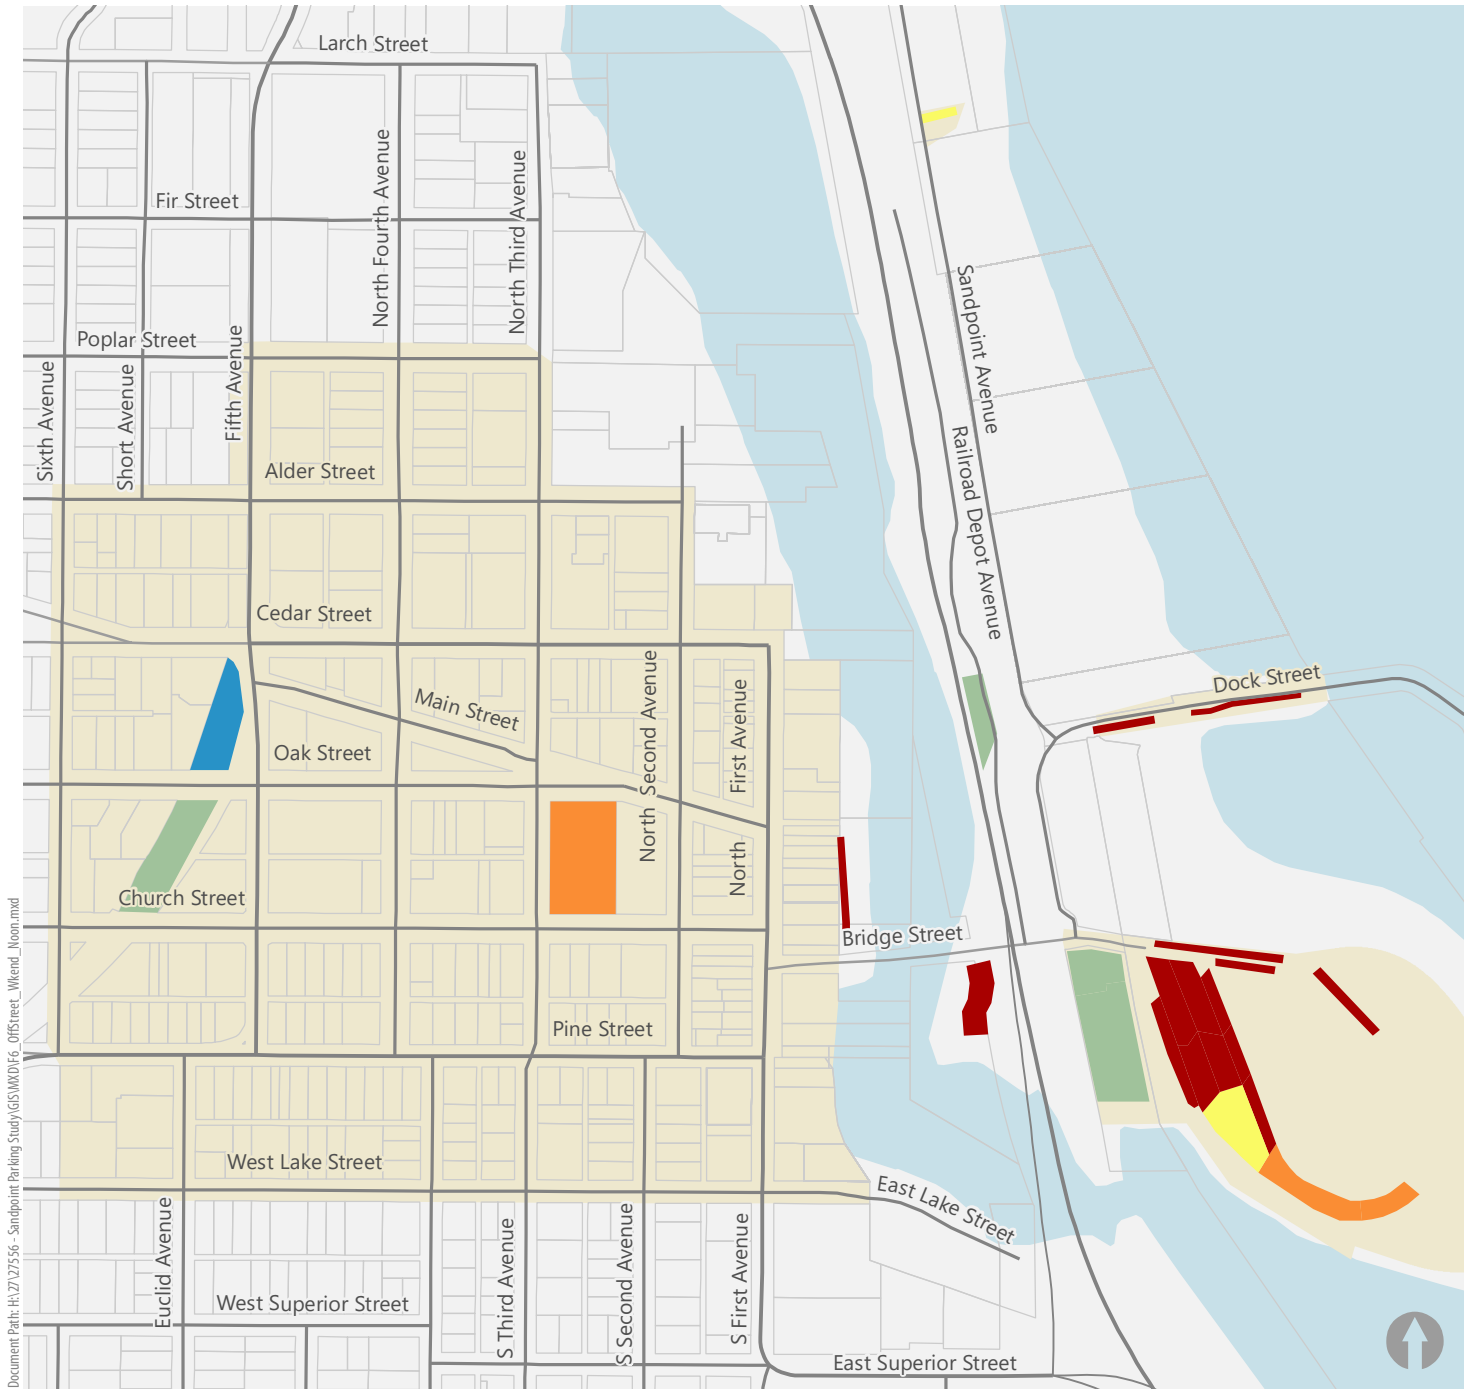 Larch Street
Fir Street
North Fourth Avenue
North Third Avenue
Poplar Street
Sixth Avenue
Short Avenue
Fifth Avenue
Sandpoint Avenue
Railroad Depot Avenue
Alder Street
Cedar Street
Main Street
Oak Street
North Second Avenue
North First Avenue
Dock Street
Church Street
Bridge Street
Pine Street
West Lake Street
East Lake Street
Euclid Avenue
S Third Avenue
S Second Avenue
S First Avenue
West Superior Street
East Superior Street
Document Path: H:\27\27556 - Sandpoint Parking Study\GIS\MXD\F6_OffStreet_Wkend_Noon.mxd